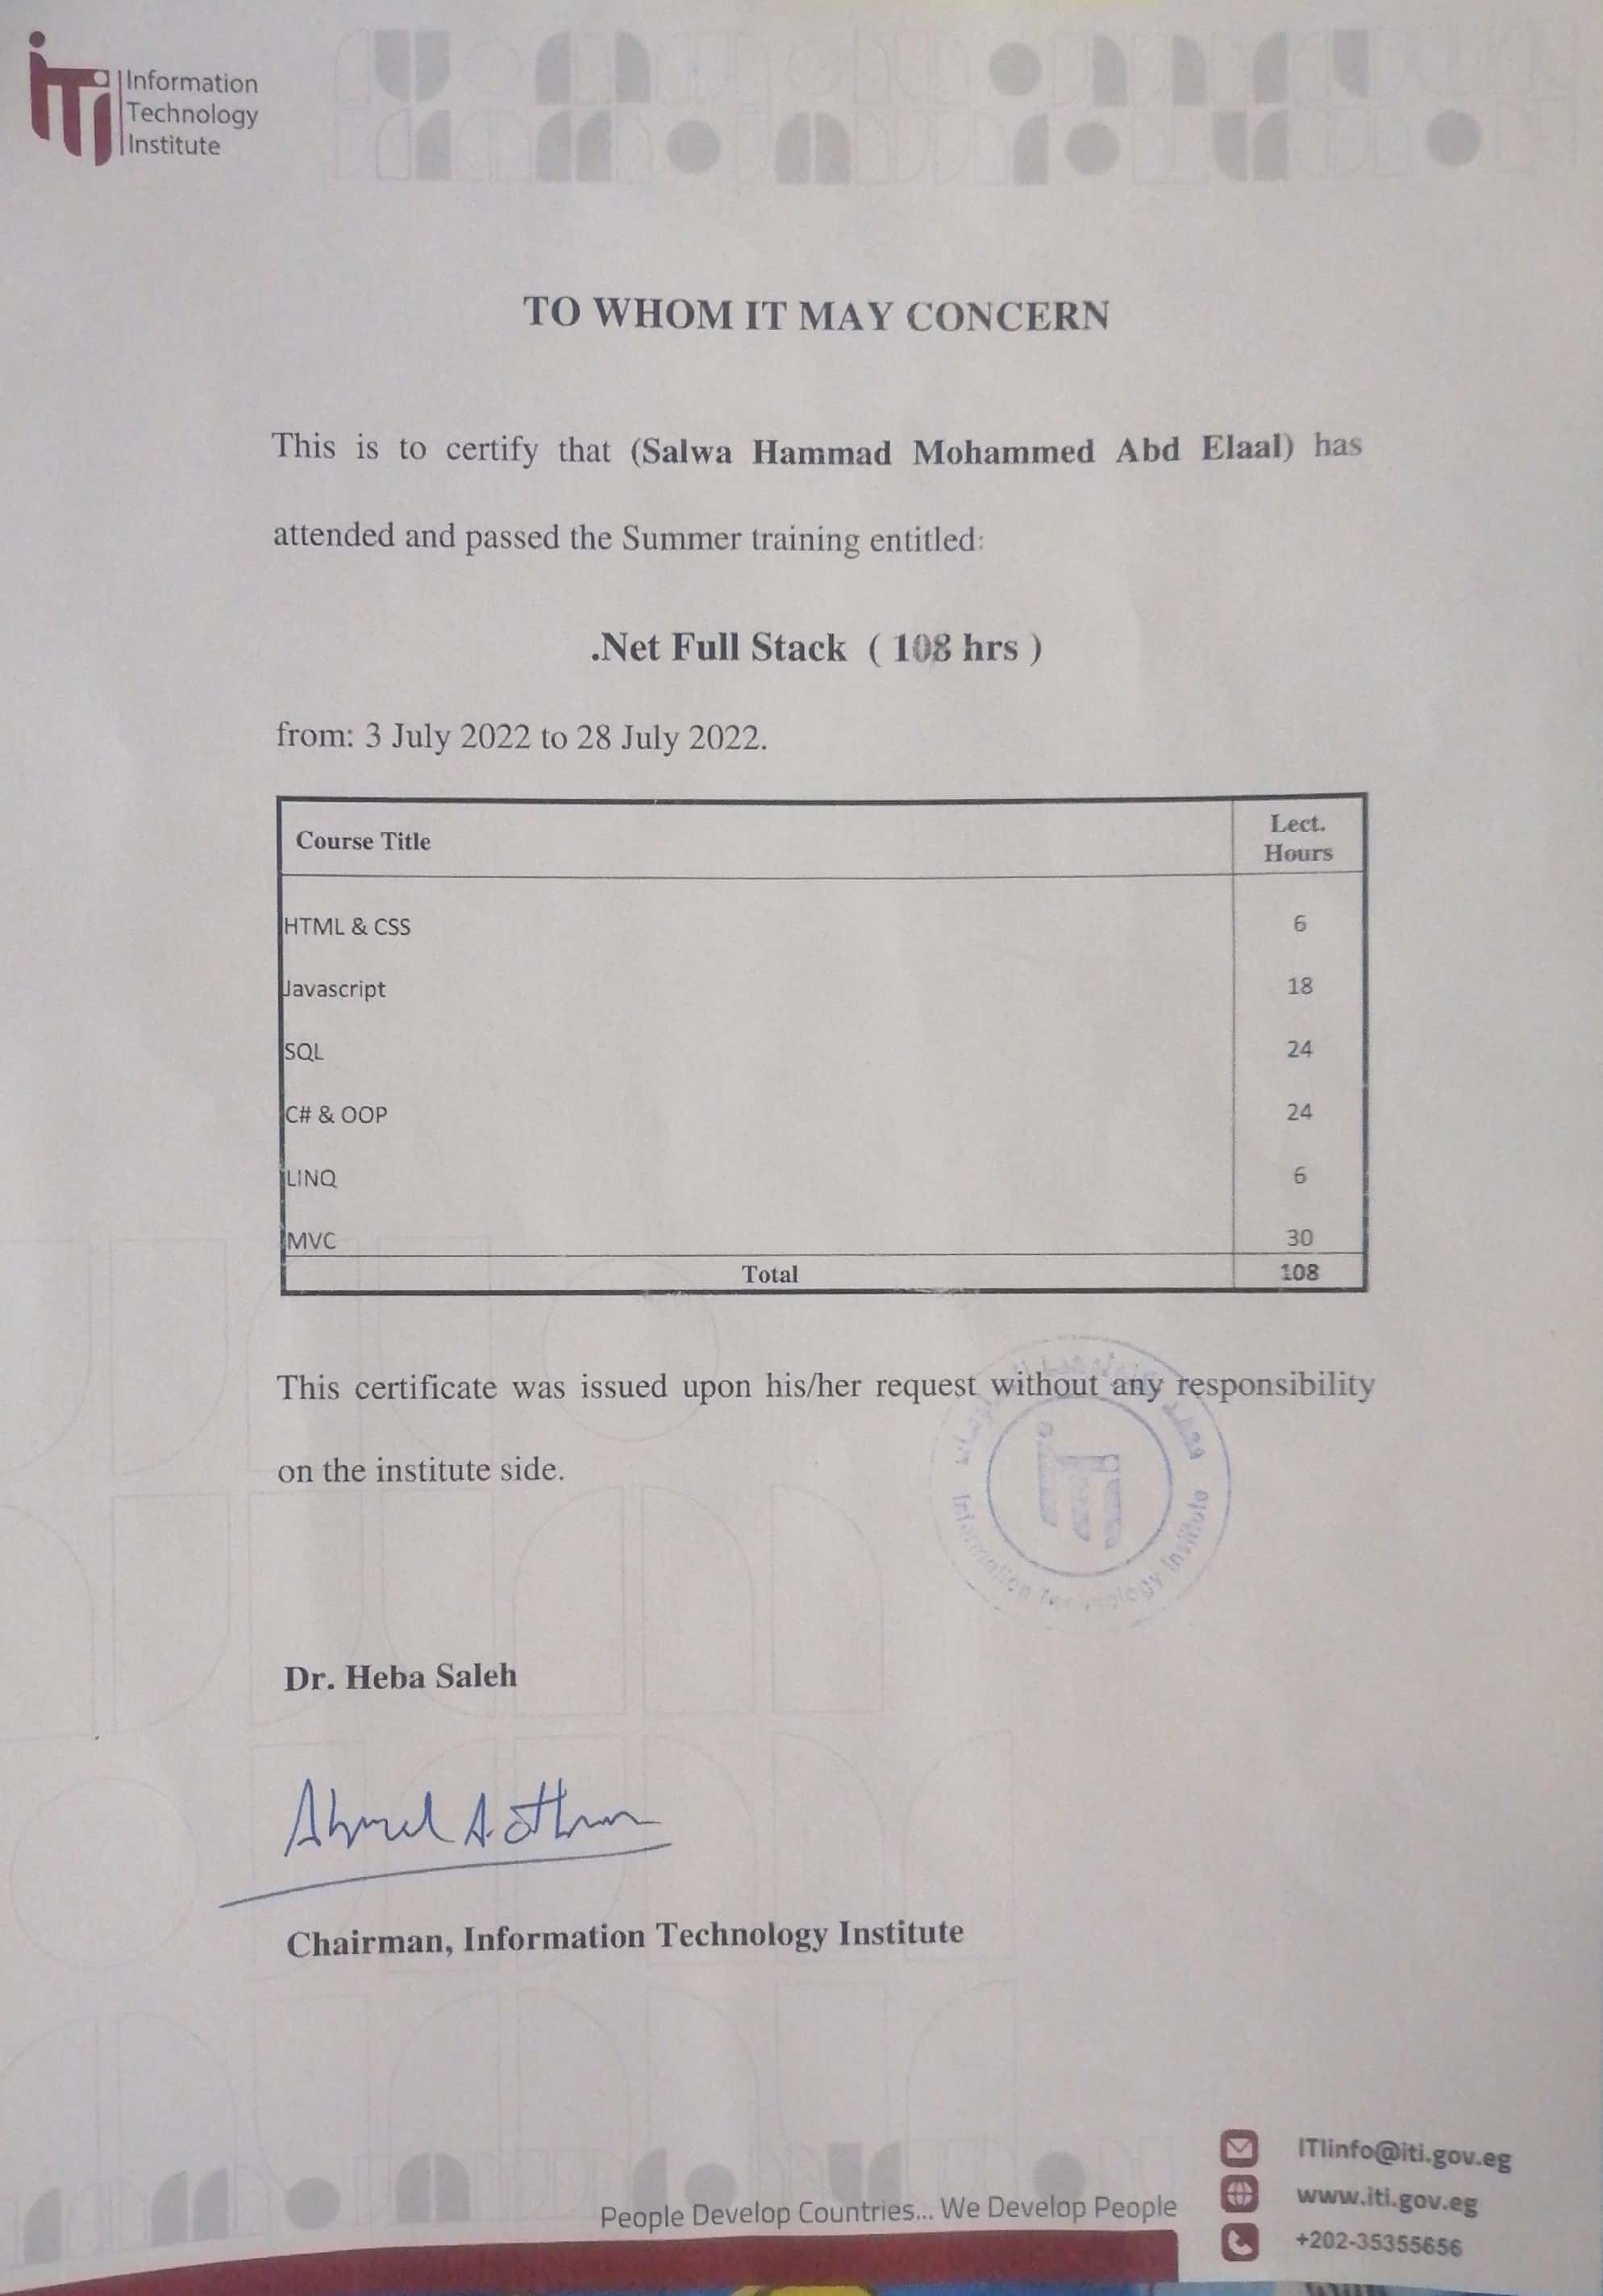 iTi
Information
Technology
Institute
TO WHOM IT MAY CONCERN
This is to certify that (Salwa Hammad Mohammed Abd Elaal) has
attended and passed the Summer training entitled:
.Net Full Stack ( 108 hrs )
from: 3 July 2022 to 28 July 2022.
Course Title Lect. Hours
HTML & CSS 6
Javascript 18
SQL 24
C# & OOP 24
LINQ 6
MVC 30
Total 108
This certificate was issued upon his/her request without any responsibility
on the institute side.
iTi
Information Technology Institute
Dr. Heba Saleh
Chairman, Information Technology Institute
ITIinfo@iti.gov.eg
www.iti.gov.eg
+202-35355656
People Develop Countries... We Develop People